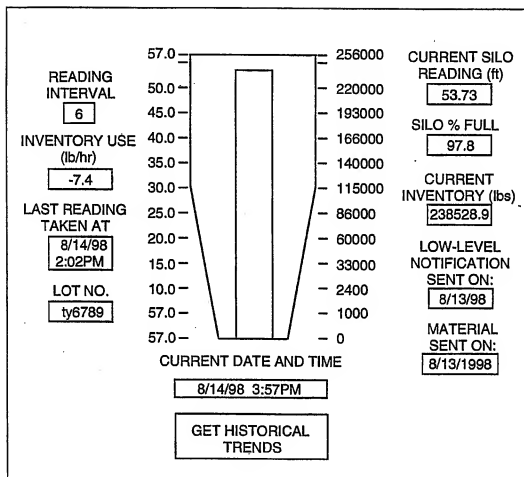 READING
INTERVAL
6
INVENTORY USE
(lb/hr)
-7.4
LAST READING
TAKEN AT
8/14/98
2:02PM
LOT NO.
ty6789
57.0
50.0
45.0
40.0
35.0
30.0
25.0
20.0
15.0
10.0
57.0
57.0
256000
220000
193000
166000
140000
115000
86000
60000
33000
2400
1000
0
CURRENT SILO
READING (ft)
53.73
SILO % FULL
97.8
CURRENT
INVENTORY (lbs)
238528.9
LOW-LEVEL
NOTIFICATION
SENT ON:
8/13/98
MATERIAL
SENT ON:
8/13/1998
CURRENT DATE AND TIME
8/14/98 3:57PM
GET HISTORICAL
TRENDS